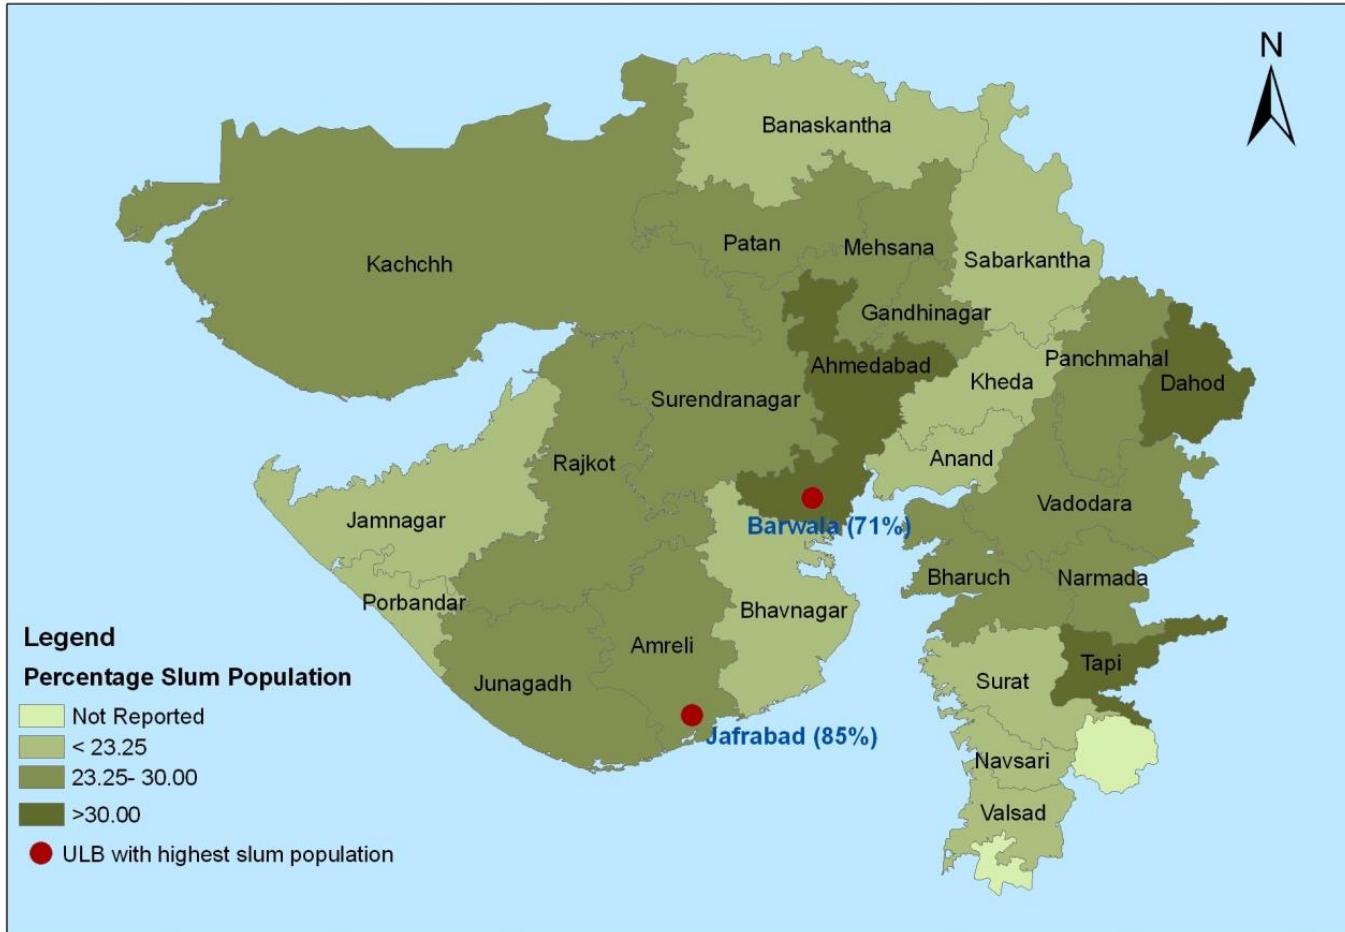 N
Banaskantha
Patan
Mehsana
Kachchh
Sabarkantha
Gandhinagar
Ahmedabad
Panchmahal
Kheda
Dahod
Surendranagar
Rajkot
Anand
Jamnagar
Vadodara
Barwala (71%)
Bharuch
Narmada
Porbandar
Bhavnagar
Amreli
Tapi
Junagadh
Surat
Jafrabad (85%)
Navsari
Valsad
Legend
Percentage Slum Population
Not Reported
< 23.25
23.25- 30.00
>30.00
ULB with highest slum population